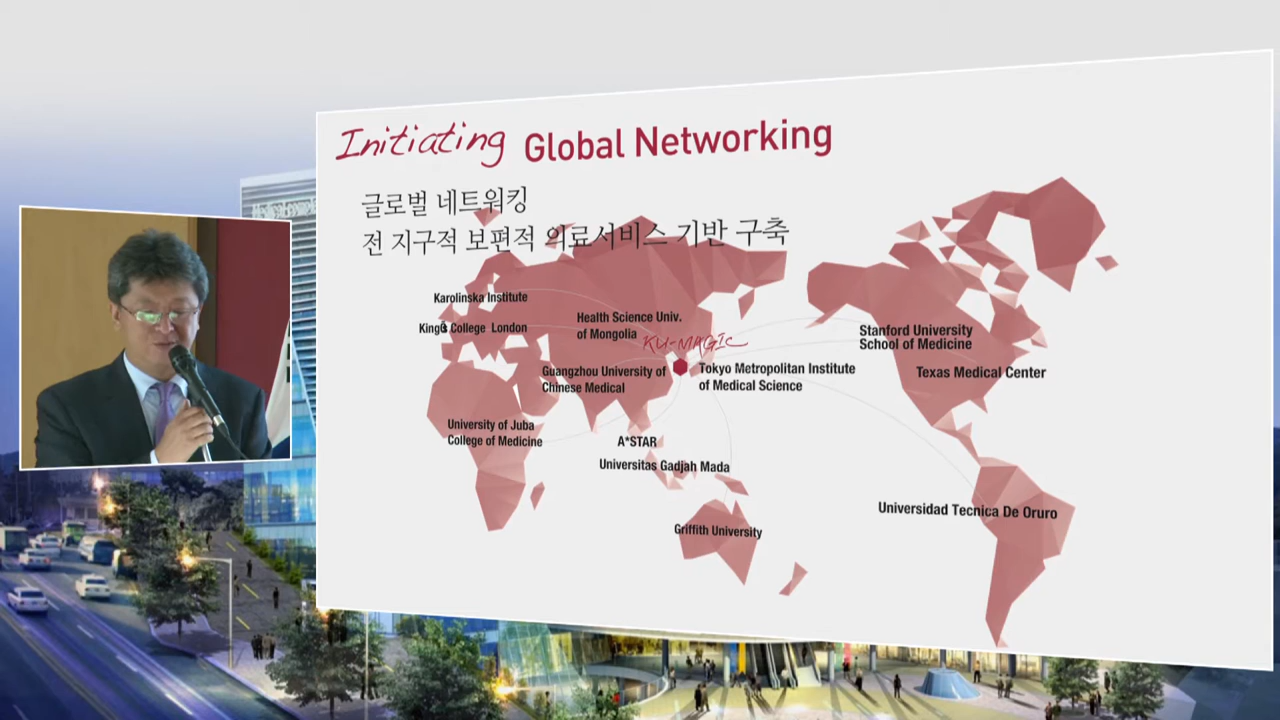 Initiating Global Networking
글로벌 네트워킹
전 지구적 보편적 의료서비스 기반 구축
Karolinska Institute
College London
Health Science Univ.
of Mongolia
KU-MAGIC
Stanford University
School of Medicine
Guangzhou University of
Chinese Medical
Tokyo Metropolitan Institute
of Medical Science
Texas Medical Center
University of Juba
College of Medicine
A*STAR
Universitas Gadjah Mada
Universidad Tecnica De Oruro
Griffith University